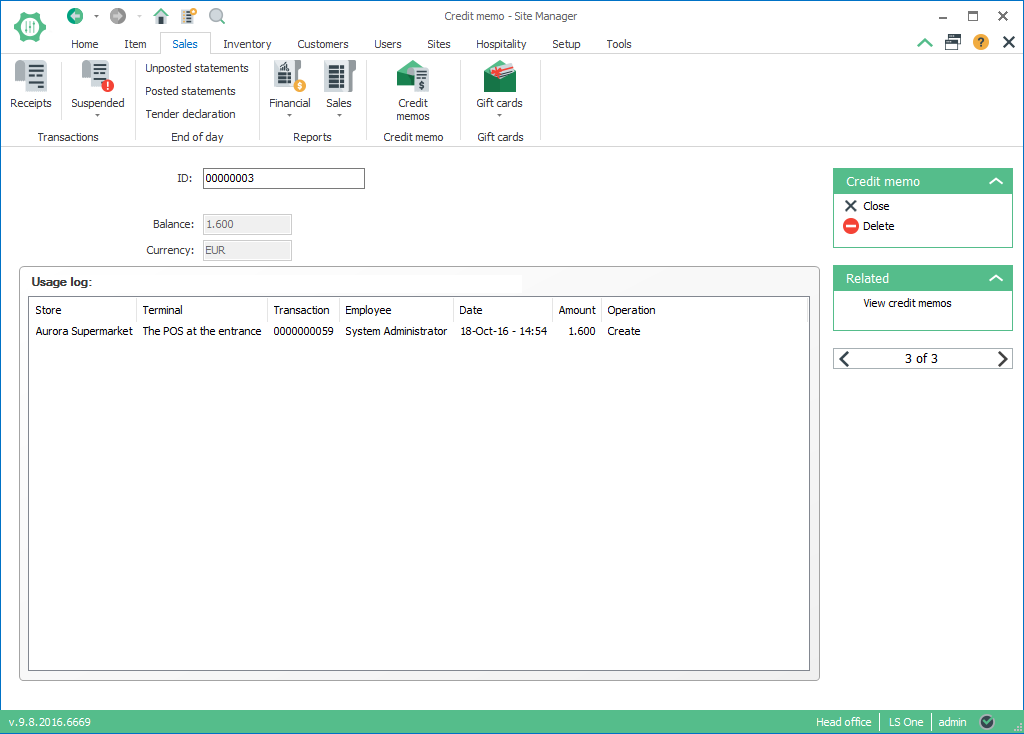 Credit memo - Site Manager
Home Item Sales Inventory Customers Users Sites Hospitality Setup Tools
Receipts
Suspended
Transactions
Unposted statements
Posted statements
Tender declaration
End of day
Financial
Sales
Reports
Credit
memos
Credit memo
Gift cards
Gift cards
ID: 00000003
Balance: 1.600
Currency: EUR
Usage log:
Store Terminal Transaction Employee Date Amount Operation
Aurora Supermarket The POS at the entrance 0000000059 System Administrator 18-Oct-16 - 14:54 1.600 Create
Credit memo
Close
Delete
Related
View credit memos
3 of 3
v.9.8.2016.6669 Head office LS One admin